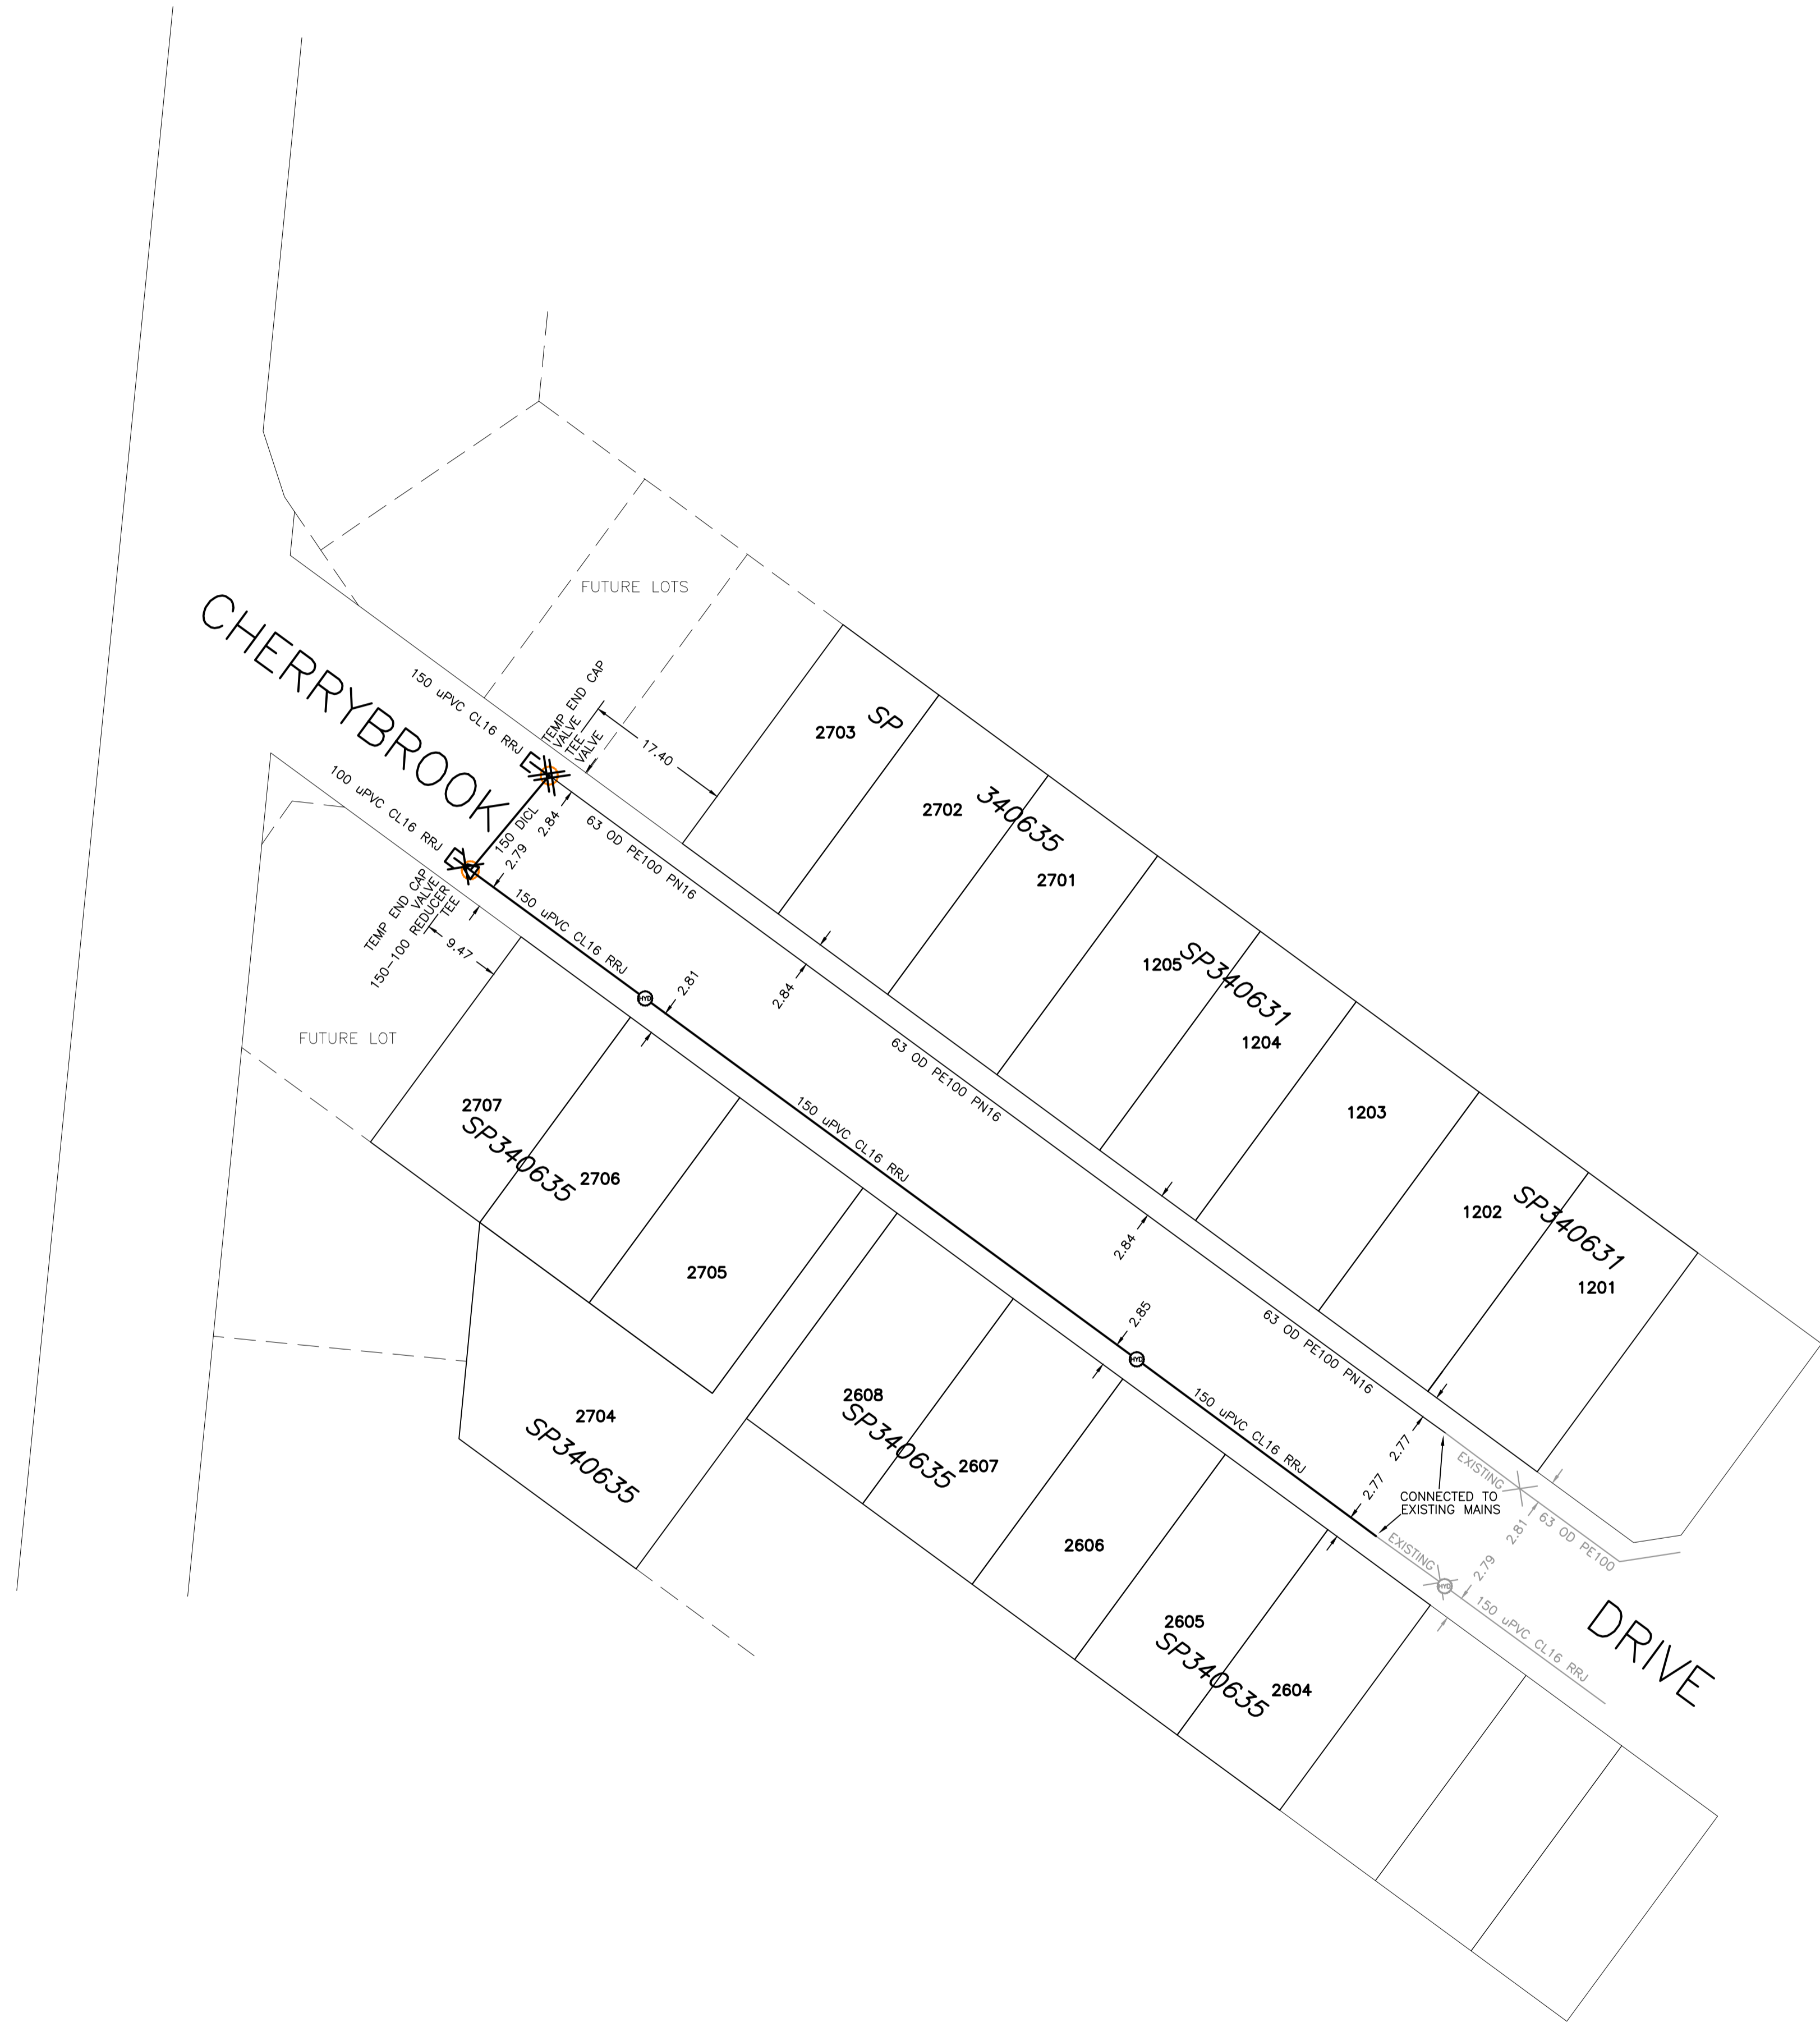 FUTURE LOTS
CHERRYBROOK
150 uPVC CL16 RRJ
TEMP END CAP
VALVE
TEE
VALVE
17.40
2703
SP
2702
340635
2701
100 uPVC CL16 RRJ
150 DICL
2.84
2.79
63 OD PE100 PN16
TEMP END CAP
VALVE
150-100 REDUCER
TEE
9.47
150 uPVC CL16 RRJ
HYD
2.81
2.84
1205
SP340631
1204
FUTURE LOT
63 OD PE100 PN16
1203
2707
SP340635
2706
150 uPVC CL16 RRJ
1202
SP340631
1201
2705
2.84
2.85
HYD
63 OD PE100 PN16
2704
SP340635
2608
SP340635
2607
150 uPVC CL16 RRJ
2.77
2.77
EXISTING
CONNECTED TO
EXISTING MAINS
2.81
63 OD PE100
2606
EXISTING
HYD
2.79
150 uPVC CL16 RRJ
DRIVE
2605
SP340635
2604